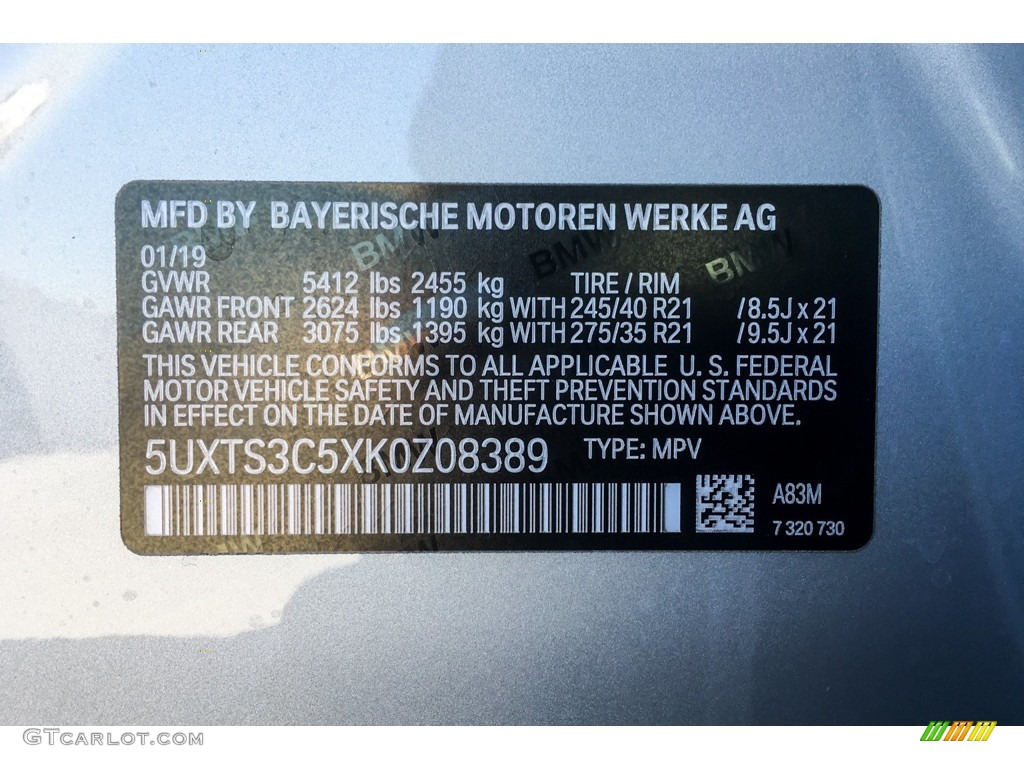 MFD BY BAYERISCHE MOTOREN WERKE AG
01/19
GVWR 5412 lbs 2455 kg TIRE / RIM
GAWR FRONT 2624 lbs 1190 kg WITH 245/40 R21 /8.5J x 21
GAWR REAR 3075 lbs 1395 kg WITH 275/35 R21 /9.5J x 21
THIS VEHICLE CONFORMS TO ALL APPLICABLE U. S. FEDERAL
MOTOR VEHICLE SAFETY AND THEFT PREVENTION STANDARDS
IN EFFECT ON THE DATE OF MANUFACTURE SHOWN ABOVE.
5UXTS3C5XK0Z08389 TYPE: MPV
A83M
7 320 730
BMW BMW BMW
GTCARLOT.COM